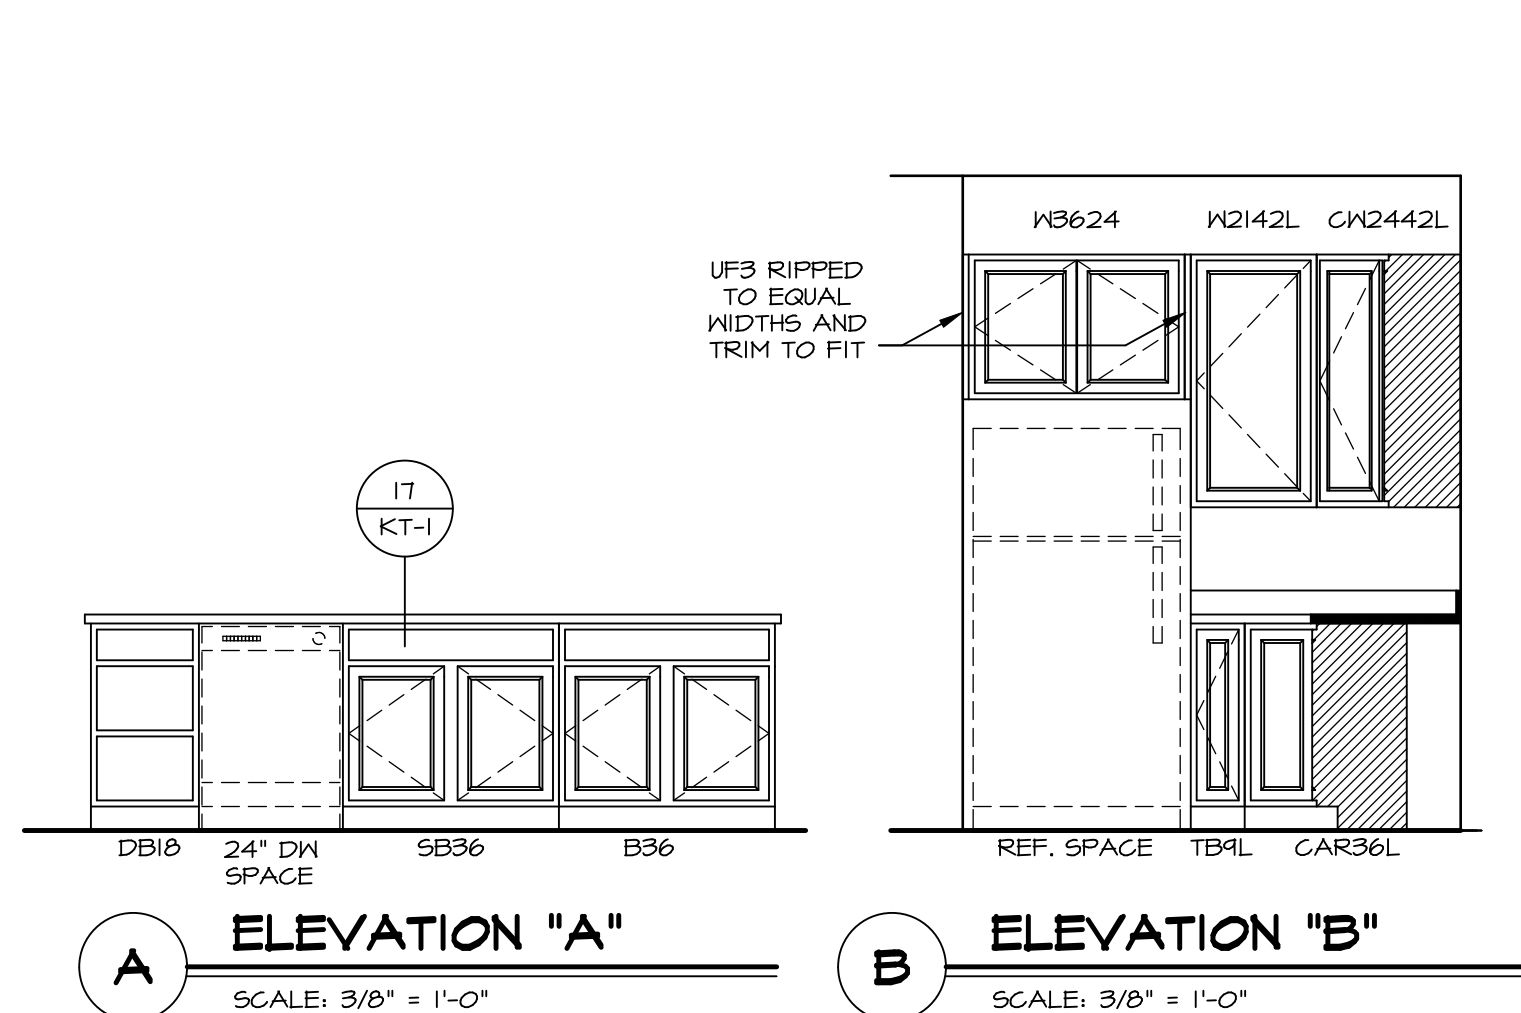 W3624 W2142L CW2442L
UF3 RIPPED
TO EQUAL
WIDTHS AND
TRIM TO FIT
17
KT-1
DB18 24" DW SB36 B36
SPACE
REF. SPACE TB9L CAR36L
A ELEVATION "A"
SCALE: 3/8" = 1'-0"
B ELEVATION "B"
SCALE: 3/8" = 1'-0"